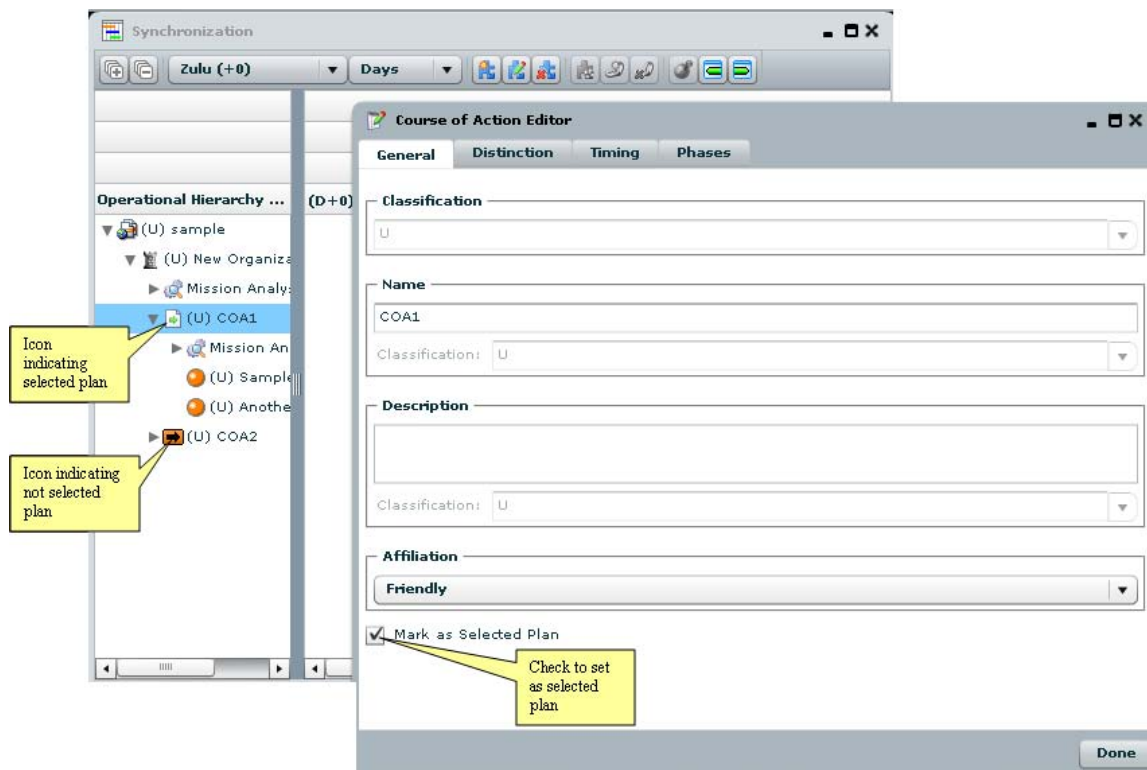 Synchronization
Zulu (+0)
Days
Operational Hierarchy ...
(D+0)
(U) sample
(U) New Organiza
Mission Analy
(U) COA1
Mission An
(U) Sample
(U) Anothe
(U) COA2
Icon
indicating
selected plan
Icon indicating
not selected
plan
Course of Action Editor
General
Distinction
Timing
Phases
Classification
U
Name
COA1
Classification: U
Description
Classification: U
Affiliation
Friendly
Mark as Selected Plan
Check to set
as selected
plan
Done